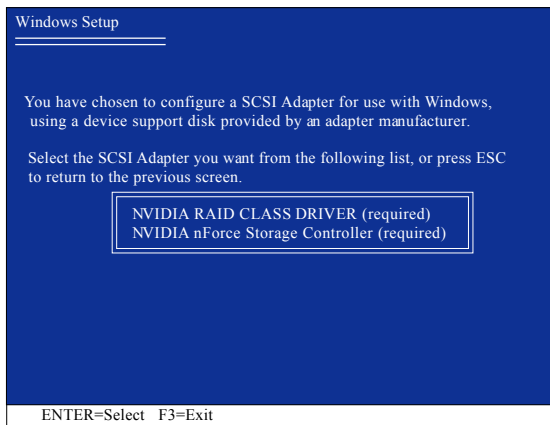 Windows Setup
You have chosen to configure a SCSI Adapter for use with Windows,
using a device support disk provided by an adapter manufacturer.
Select the SCSI Adapter you want from the following list, or press ESC
to return to the previous screen.
NVIDIA RAID CLASS DRIVER (required)
NVIDIA nForce Storage Controller (required)
ENTER=Select F3=Exit